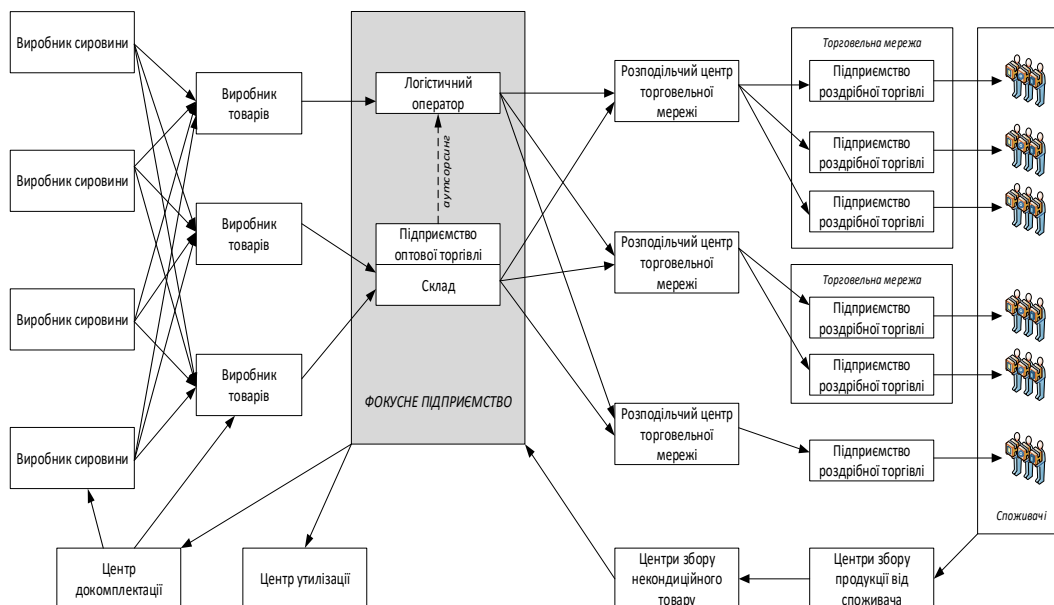 Виробник сировини
Виробник сировини
Виробник сировини
Виробник сировини
Виробник
товарів
Виробник
товарів
Виробник
товарів
Логістичний
оператор
аутсорсинг
Підприємство
оптової торгівлі
Склад
ФОКУСНЕ ПІДПРИЄМСТВО
Розподільчий центр
торговельної
мережі
Розподільчий центр
торговельної
мережі
Розподільчий центр
торговельної
мережі
Торговельна мережа
Підприємство
роздрібної торгівлі
Підприємство
роздрібної торгівлі
Підприємство
роздрібної торгівлі
Торговельна мережа
Підприємство
роздрібної торгівлі
Підприємство
роздрібної торгівлі
Підприємство
роздрібної торгівлі
Споживачі
Центр
докомплектації
Центр утилізації
Центри збору
некондиційного
товару
Центри збору
продукції від
споживача